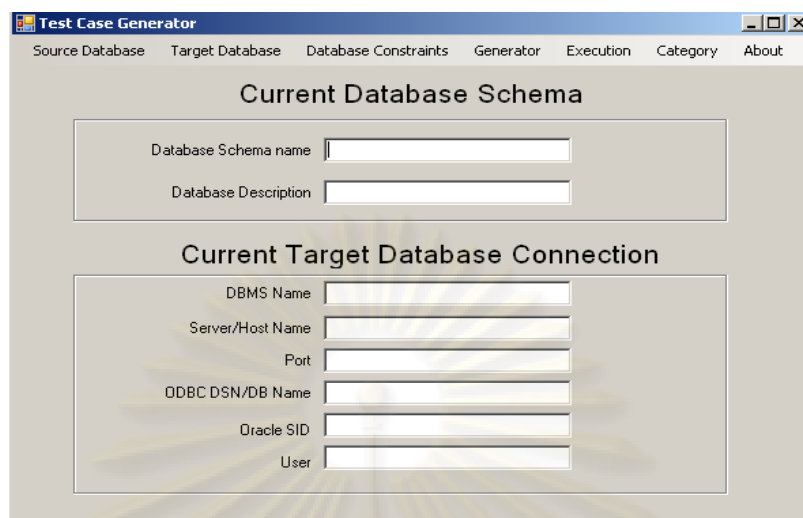 Test Case Generator
Source Database Target Database Database Constraints Generator Execution Category About
Current Database Schema
Database Schema name
Database Description
Current Target Database Connection
DBMS Name
Server/Host Name
Port
ODBC DSN/DB Name
Oracle SID
User